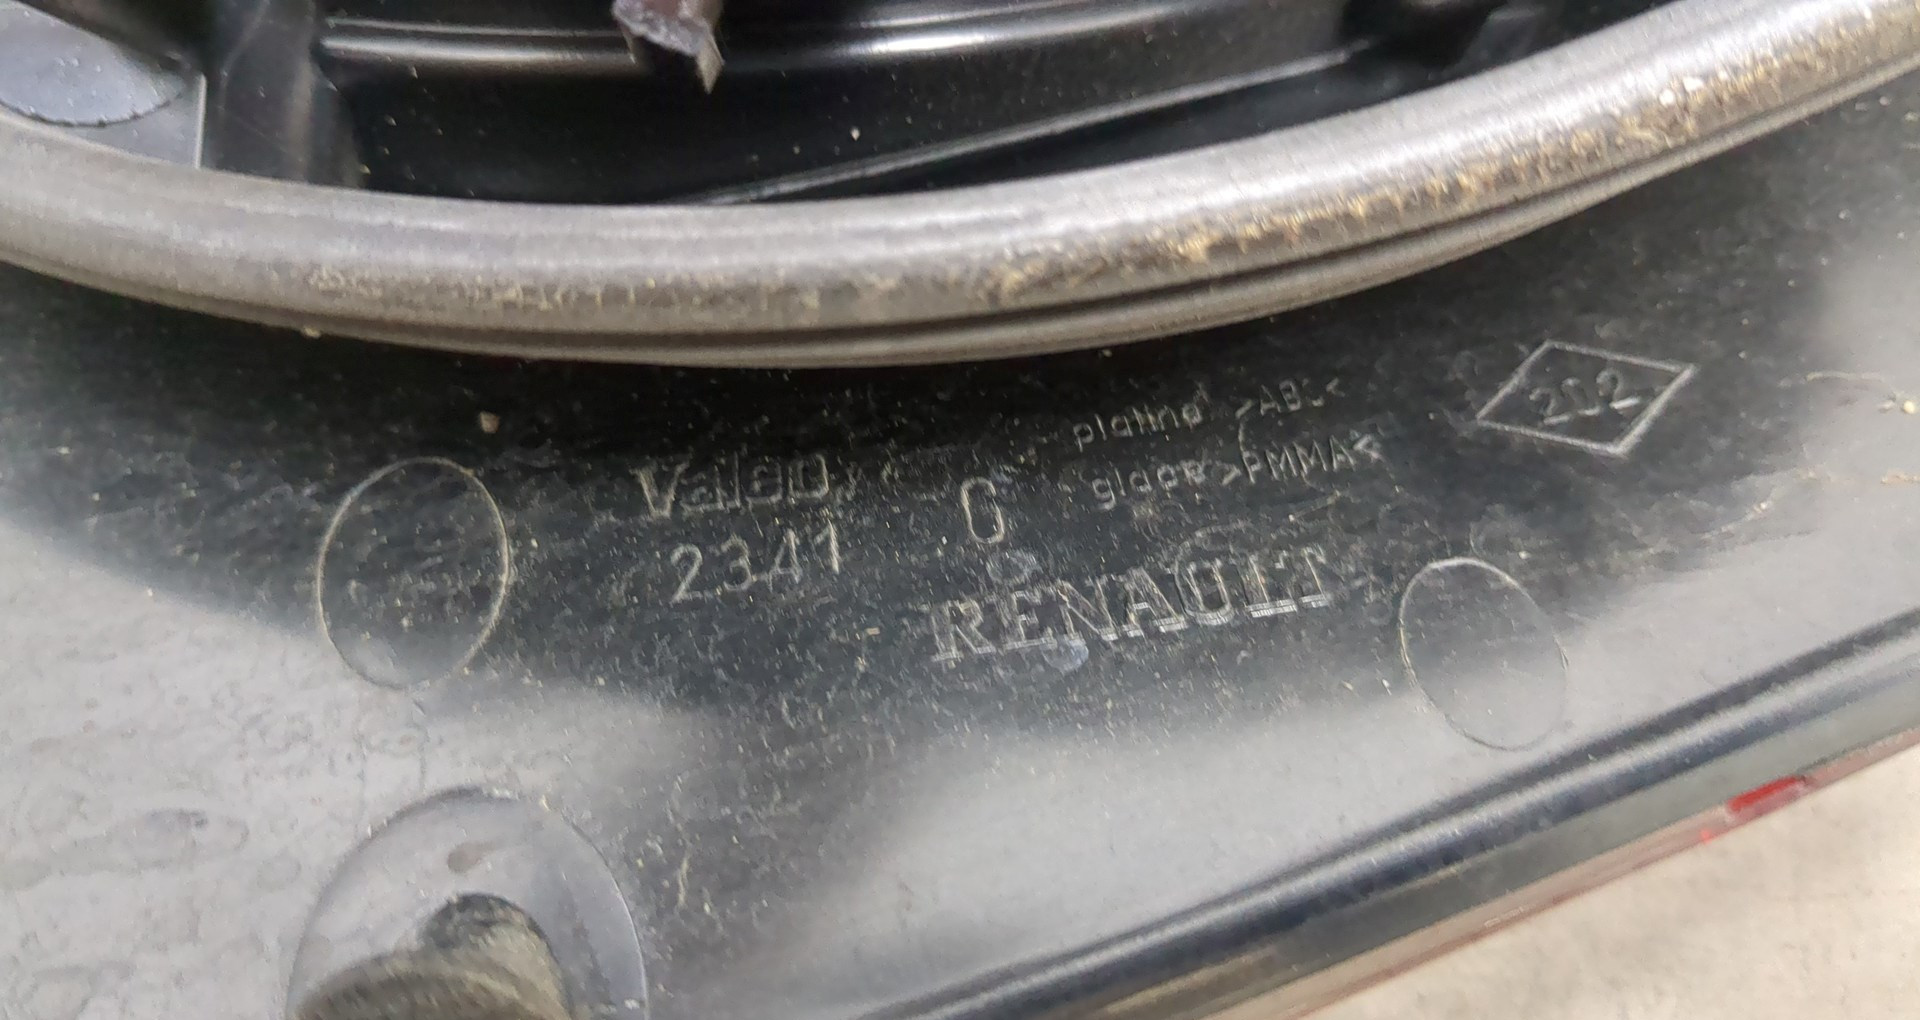 Valeo
2341 G
platine >ABS<
glace >PMMA<
202
RENAULT